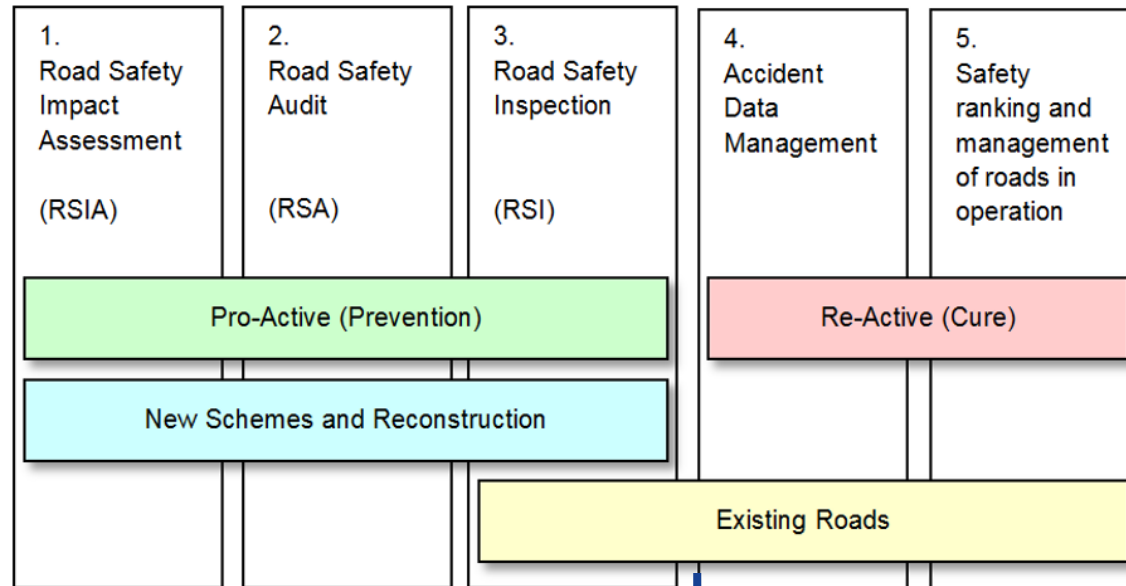 1.
Road Safety
Impact
Assessment
(RSIA)
2.
Road Safety
Audit
(RSA)
3.
Road Safety
Inspection
(RSI)
4.
Accident
Data
Management
5.
Safety
ranking and
management
of roads in
operation
Pro-Active (Prevention)
Re-Active (Cure)
New Schemes and Reconstruction
Existing Roads